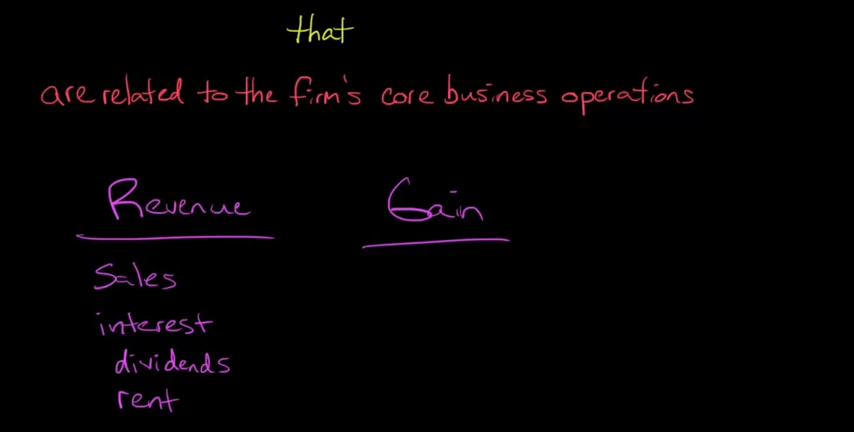 that
are related to the firm's core business operations
Revenue Gain
Sales
interest
dividends
rent